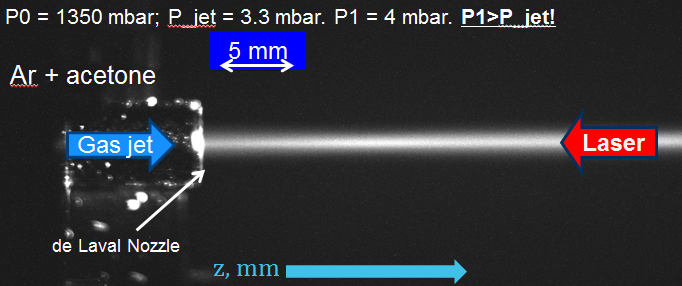 P0 = 1350 mbar; P_jet = 3.3 mbar. P1 = 4 mbar. P1>P_jet!
5 mm
Ar + acetone
Gas jet
Laser
de Laval Nozzle
z, mm